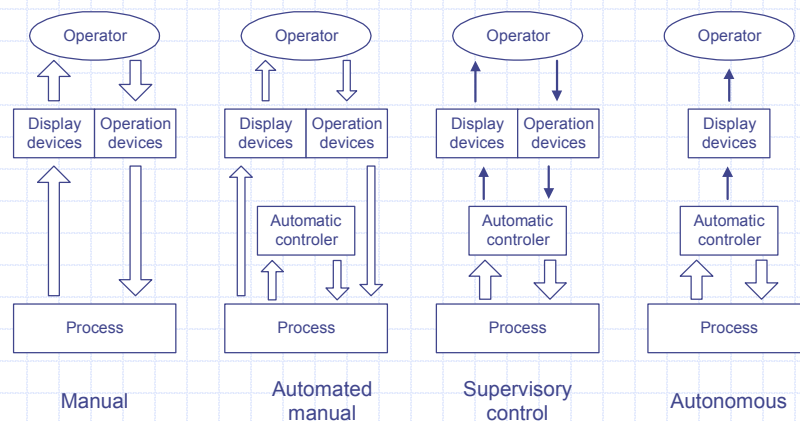 Operator
Display
devices
Operation
devices
Process
Manual
Operator
Display
devices
Operation
devices
Automatic
controler
Process
Automated
manual
Operator
Display
devices
Operation
devices
Automatic
controler
Process
Supervisory
control
Operator
Display
devices
Automatic
controler
Process
Autonomous